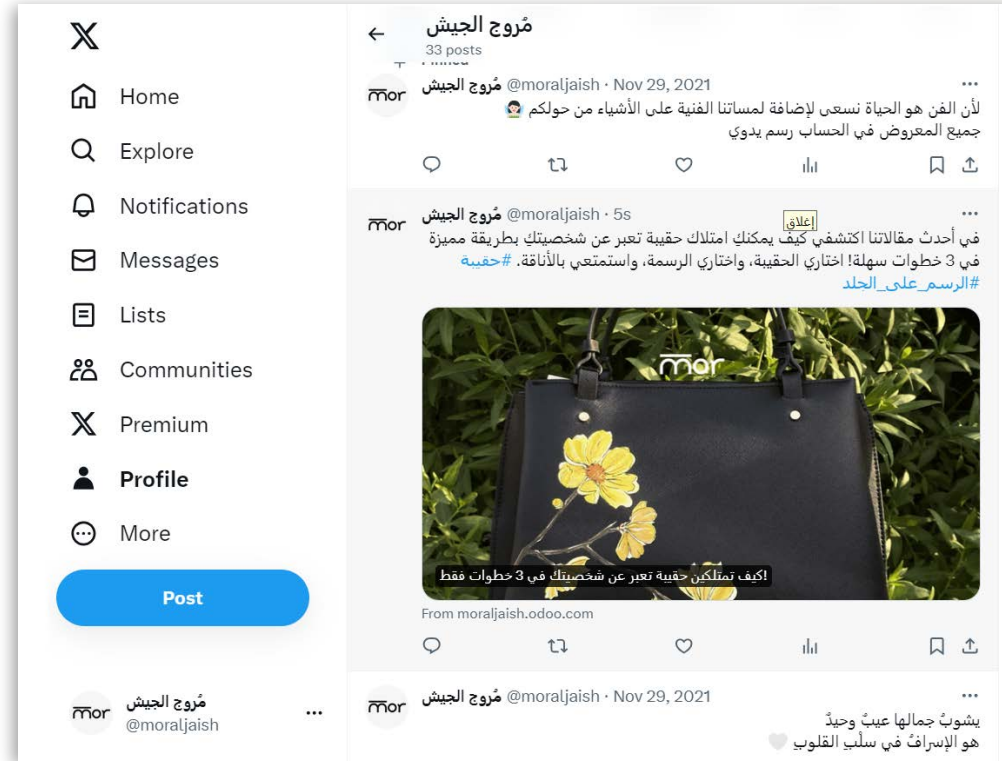 X
Home
Explore
Notifications
Messages
Lists
Communities
Premium
Profile
More
Post
mor
مُروج الجيش
@moraljaish
مُروج الجيش
33 posts
mor
مُروج الجيش @moraljaish · Nov 29, 2021
لأن الفن هو الحياة نسعى لإضافة لمساتنا الفنية على الأشياء من حولكم
جميع المعروض في الحساب رسم يدوي
mor
مُروج الجيش @moraljaish · 5s
إغلاق
في أحدث مقالاتنا اكتشفي كيف يمكنكِ امتلاك حقيبة تعبر عن شخصيتكِ بطريقة مميزة
في 3 خطوات سهلة! اختاري الحقيبة، واختاري الرسمة، واستمتعي بالأناقة. #حقيبة
#الرسم_على_الجلد
mor
!كيف تمتلكين حقيبة تعبر عن شخصيتك في 3 خطوات فقط
From moraljaish.odoo.com
mor
مُروج الجيش @moraljaish · Nov 29, 2021
يشوبُ جمالها عيبٌ وحيدٌ
هو الإسرافُ في سلْبِ القلوبِ 🤍